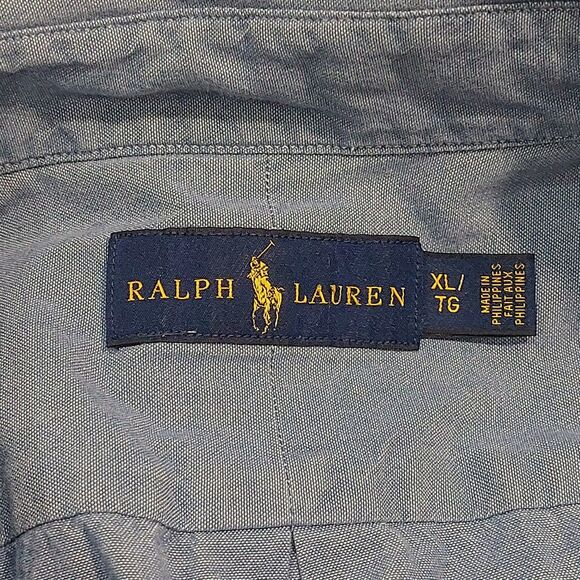 RALPH LAUREN
XL/
TG
MADE IN
PHILIPPINES
FAIT AUX
PHILIPPINES